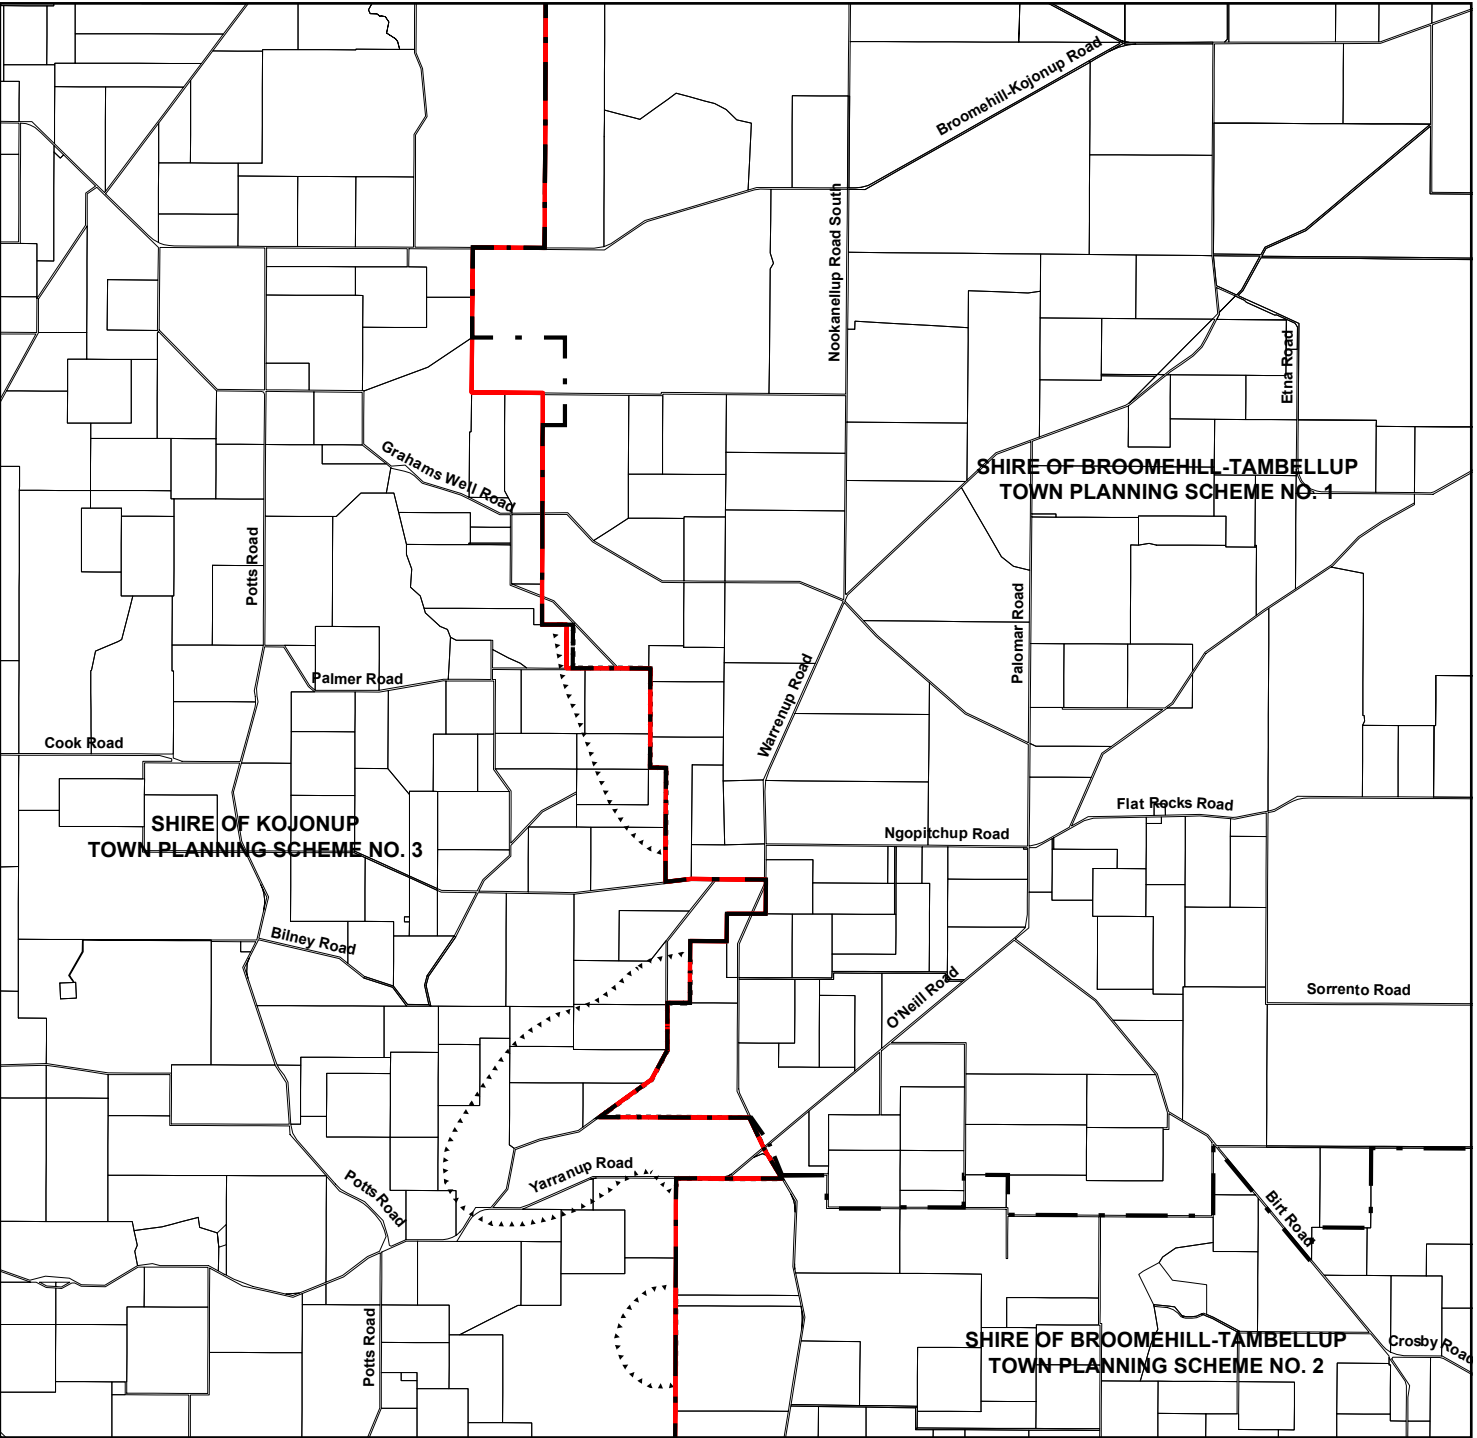 Broomehill-Kojonup Road
Nookanellup Road South
Etna Road
Grahams Well Road
SHIRE OF BROOMEHILL-TAMBELLUP
TOWN PLANNING SCHEME NO. 1
Potts Road
Palomar Road
Palmer Road
Warrenup Road
Cook Road
Flat Rocks Road
SHIRE OF KOJONUP
TOWN PLANNING SCHEME NO. 3
Ngopitchup Road
Bilney Road
O'Neill Road
Sorrento Road
Yarranup Road
Potts Road
Birt Road
Potts Road
SHIRE OF BROOMEHILL-TAMBELLUP
TOWN PLANNING SCHEME NO. 2
Crosby Road